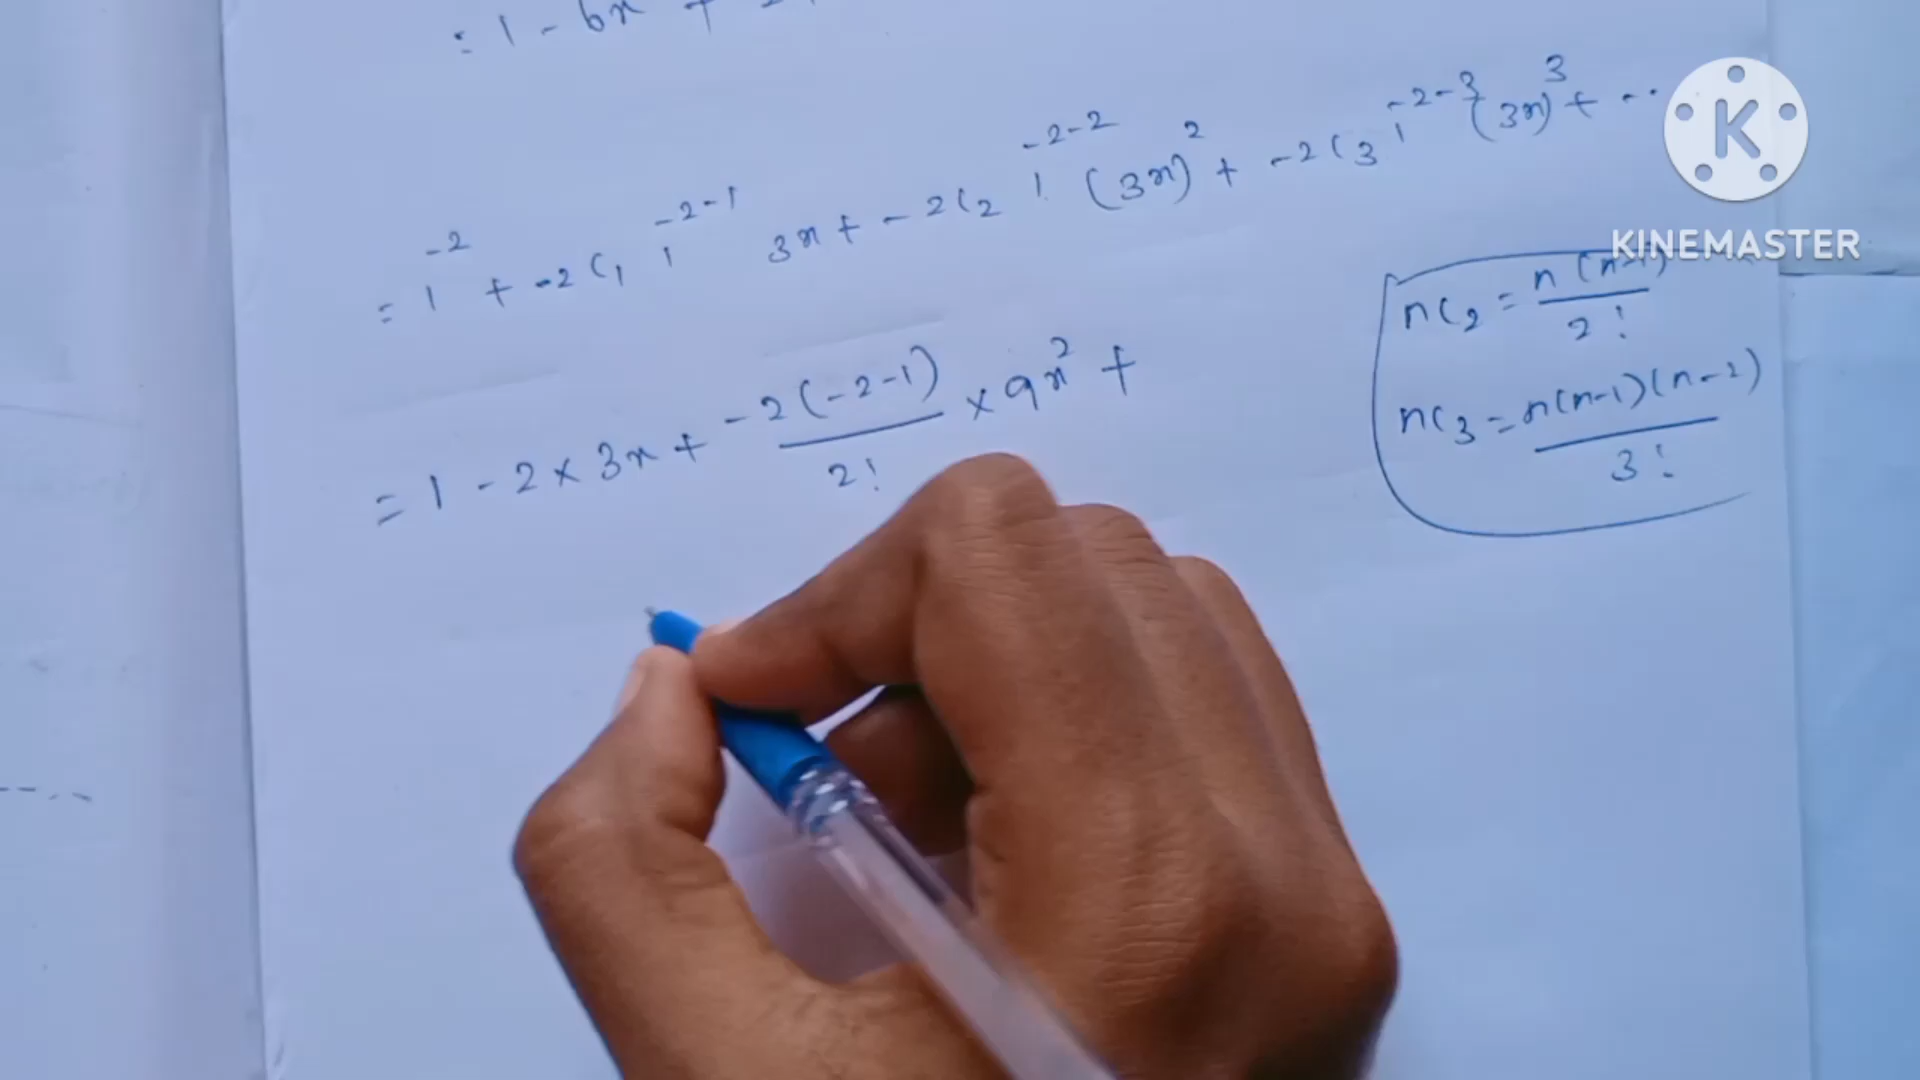 = 1 - 6x +
= 1^-2 + -2C1 1^-2-1 3x + -2C2 1^-2-2 (3x)^2 + -2C3 1^-2-3 (3x)^3 + ...
KINEMASTER
nC2 = n(n-1)/2!
= 1 - 2 × 3x + -2(-2-1)/2! × 9x^2 +
nC3 = n(n-1)(n-2)/3!